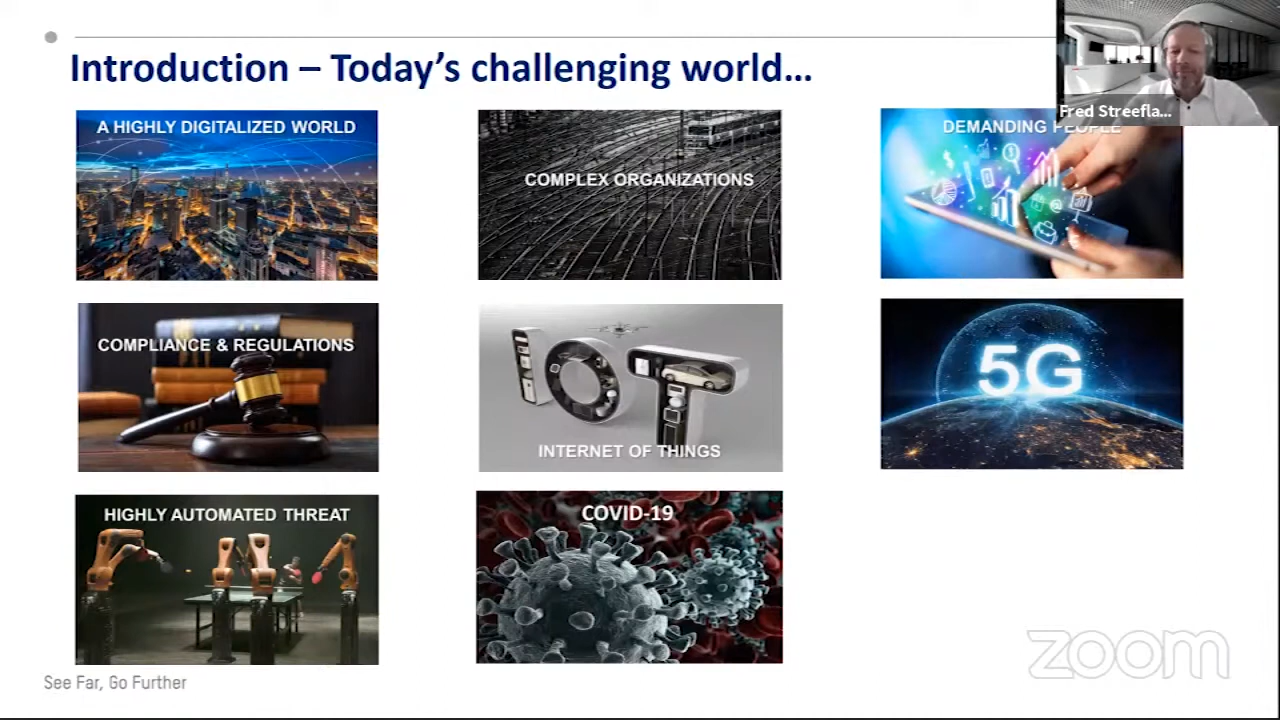 Introduction – Today's challenging world...
Fred Streefla...
A HIGHLY DIGITALIZED WORLD
COMPLEX ORGANIZATIONS
DEMANDING PEOPLE
COMPLIANCE & REGULATIONS
IOT
INTERNET OF THINGS
5G
HIGHLY AUTOMATED THREAT
COVID-19
zoom
See Far, Go Further